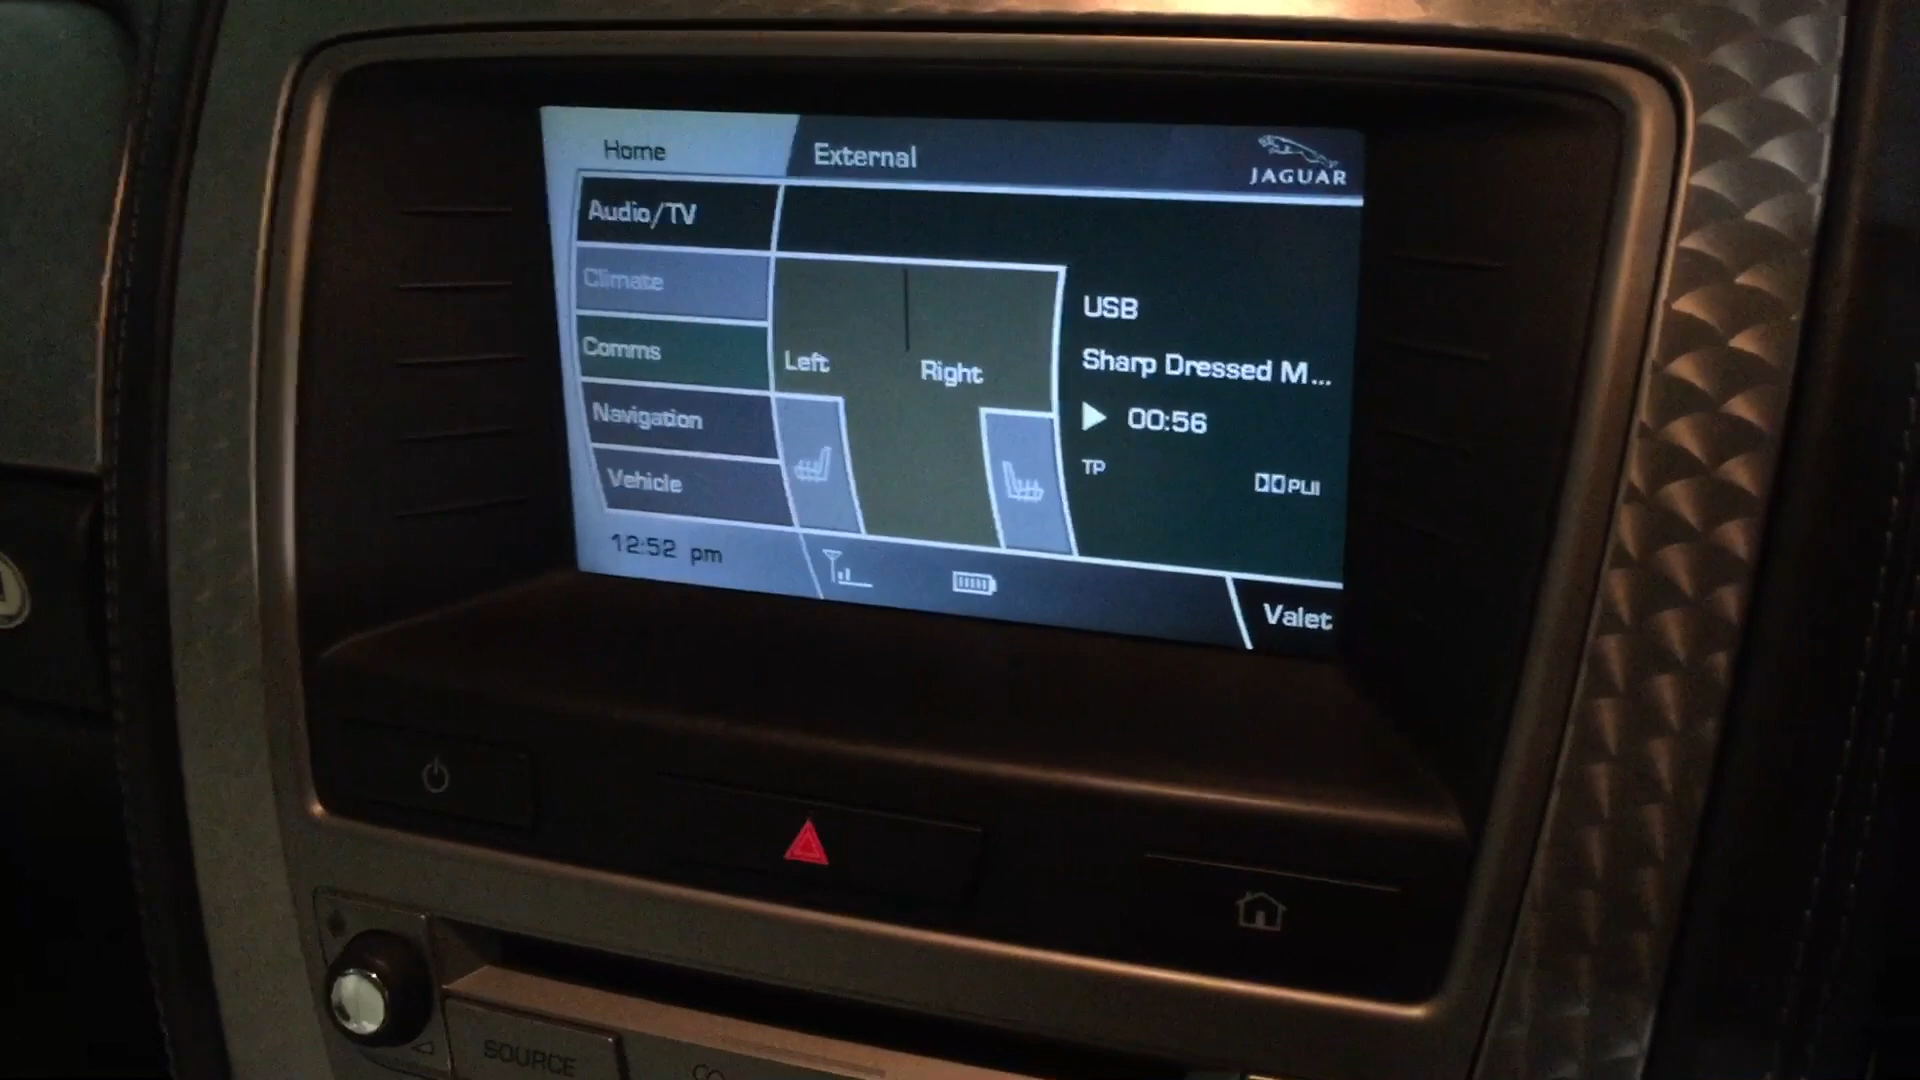 Home
External
JAGUAR
Audio/TV
Climate
Comms
Navigation
Vehicle
Left
Right
USB
Sharp Dressed M...
00:56
TP
PLII
12:52 pm
Valet
SOURCE